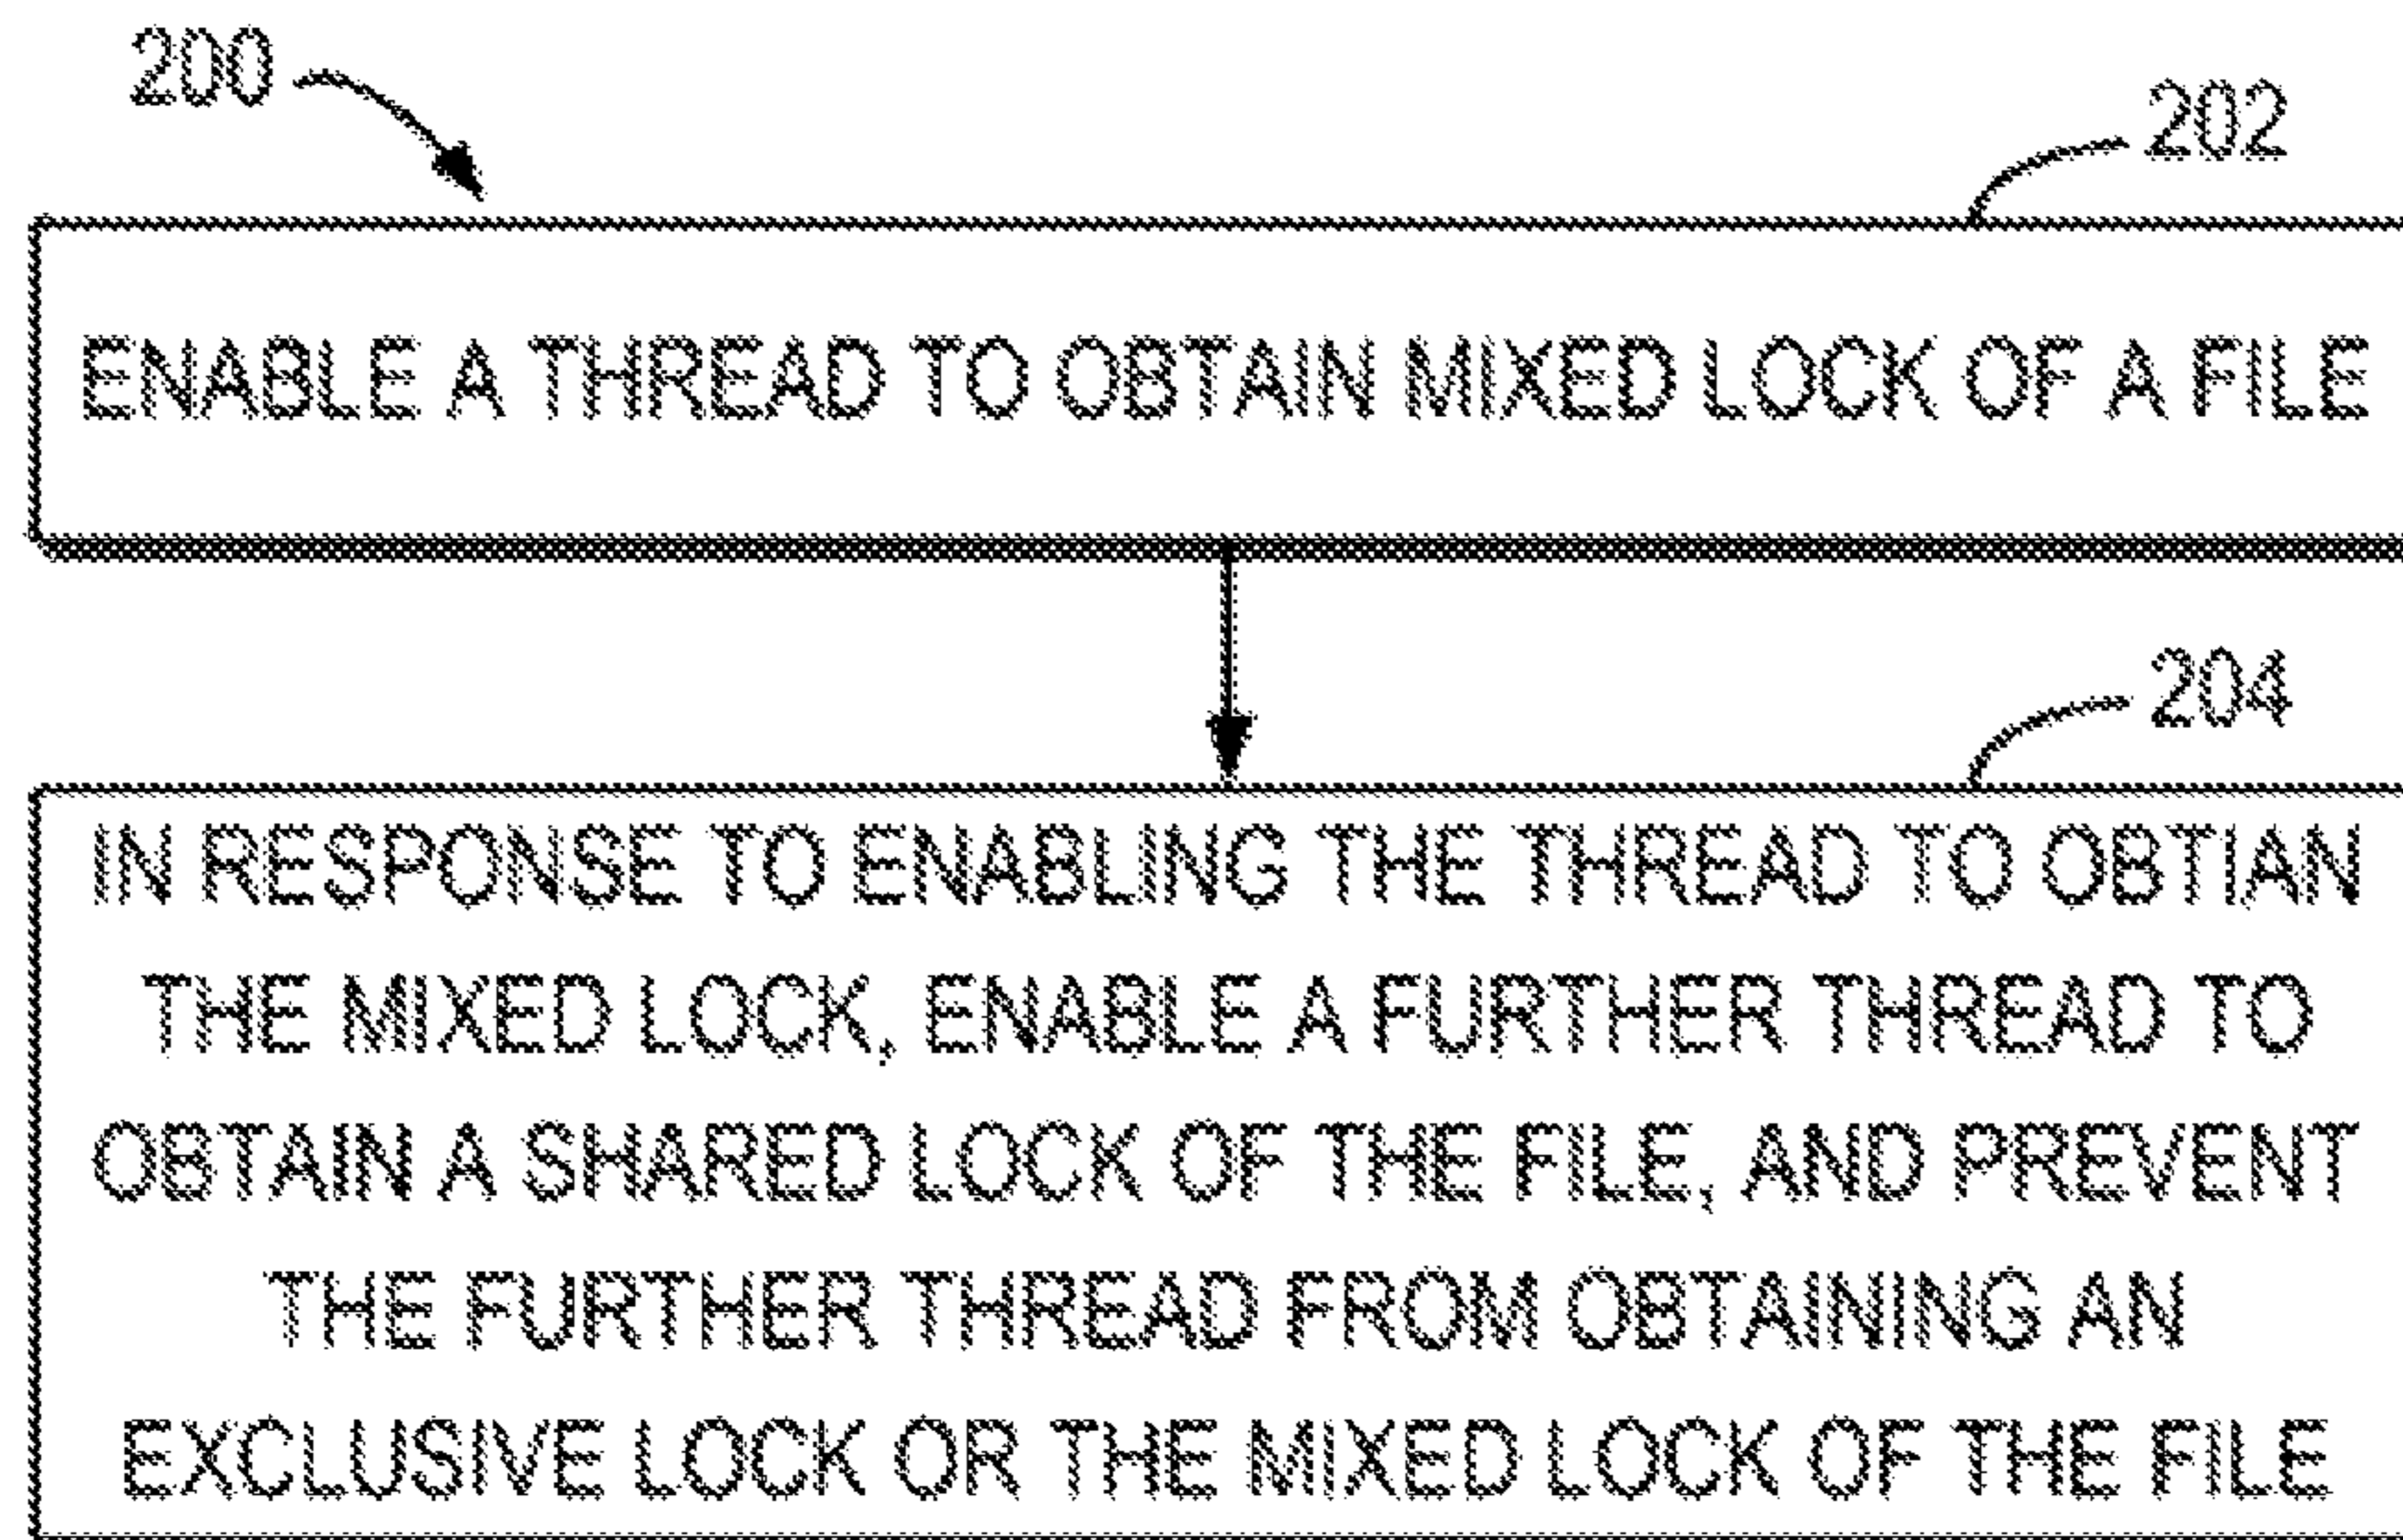 200
202
ENABLE A THREAD TO OBTAIN MIXED LOCK OF A FILE
204
IN RESPONSE TO ENABLING THE THREAD TO OBTIAN
THE MIXED LOCK, ENABLE A FURTHER THREAD TO
OBTAIN A SHARED LOCK OF THE FILE, AND PREVENT
THE FURTHER THREAD FROM OBTAINING AN
EXCLUSIVE LOCK OR THE MIXED LOCK OF THE FILE